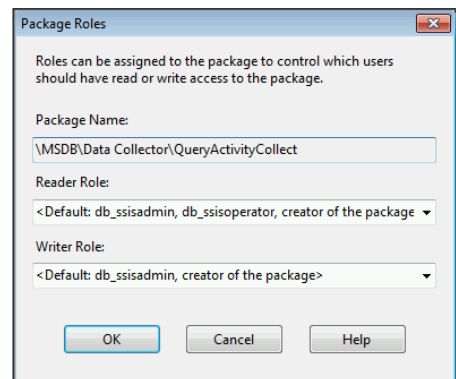 Package Roles
Roles can be assigned to the package to control which users
should have read or write access to the package.
Package Name:
\MSDB\Data Collector\QueryActivityCollect
Reader Role:
<Default: db_ssisadmin, db_ssisoperator, creator of the package
Writer Role:
<Default: db_ssisadmin, creator of the package>
OK Cancel Help